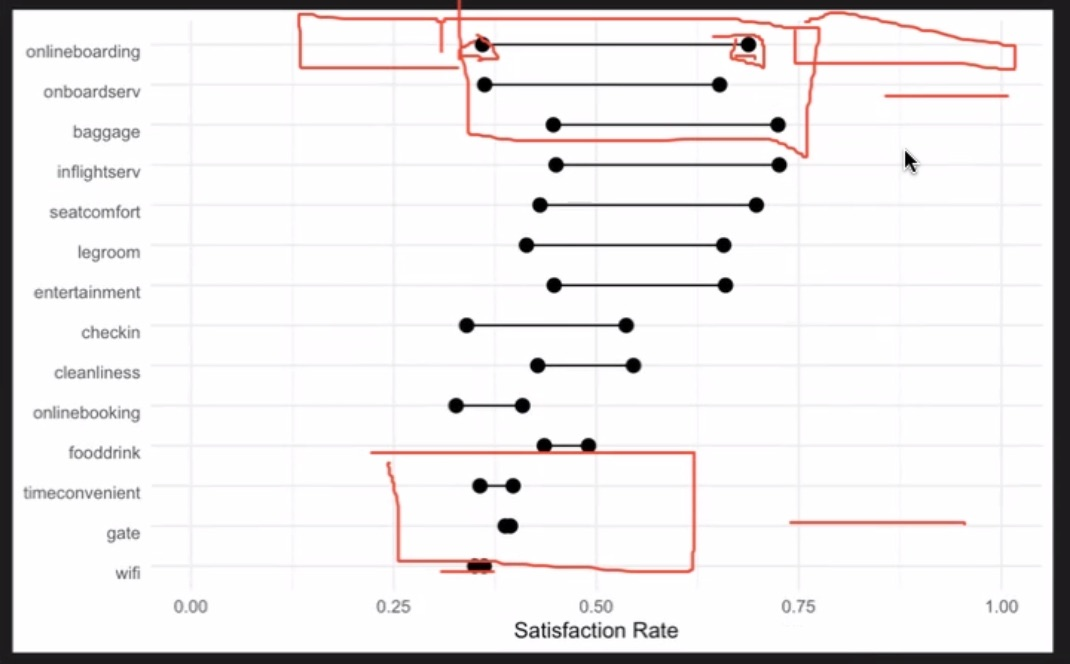 onlineboarding
onboardserv
baggage
inflightserv
seatcomfort
legroom
entertainment
checkin
cleanliness
onlinebooking
fooddrink
timeconvenient
gate
wifi
0.00 0.25 0.50 0.75 1.00
Satisfaction Rate